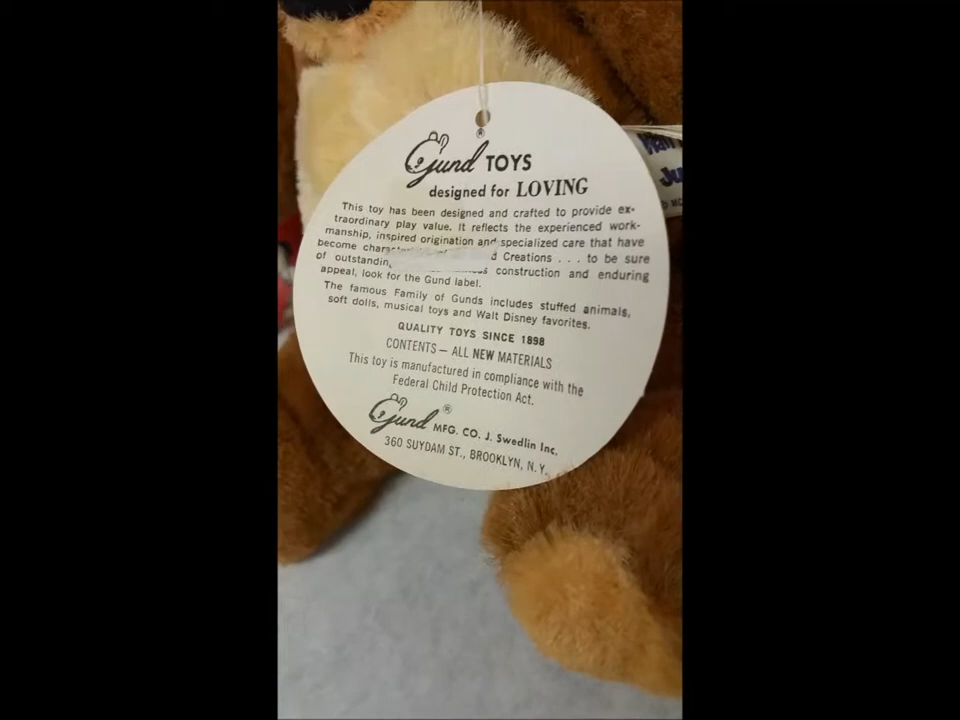 Gund® TOYS
designed for LOVING
This toy has been designed and crafted to provide ex-
traordinary play value. It reflects the experienced work-
manship, inspired origination and specialized care that have
become Creations . . . to be sure
of construction and enduring
appeal, look for the Gund label.
The famous Family of Gunds includes stuffed animals,
soft dolls, musical toys and Walt Disney favorites.
QUALITY TOYS SINCE 1898
CONTENTS — ALL NEW MATERIALS
This toy is manufactured in compliance with the
Federal Child Protection Act.
Gund® MFG. CO. J. Swedlin Inc.
360 SUYDAM ST., BROOKLYN, N. Y.